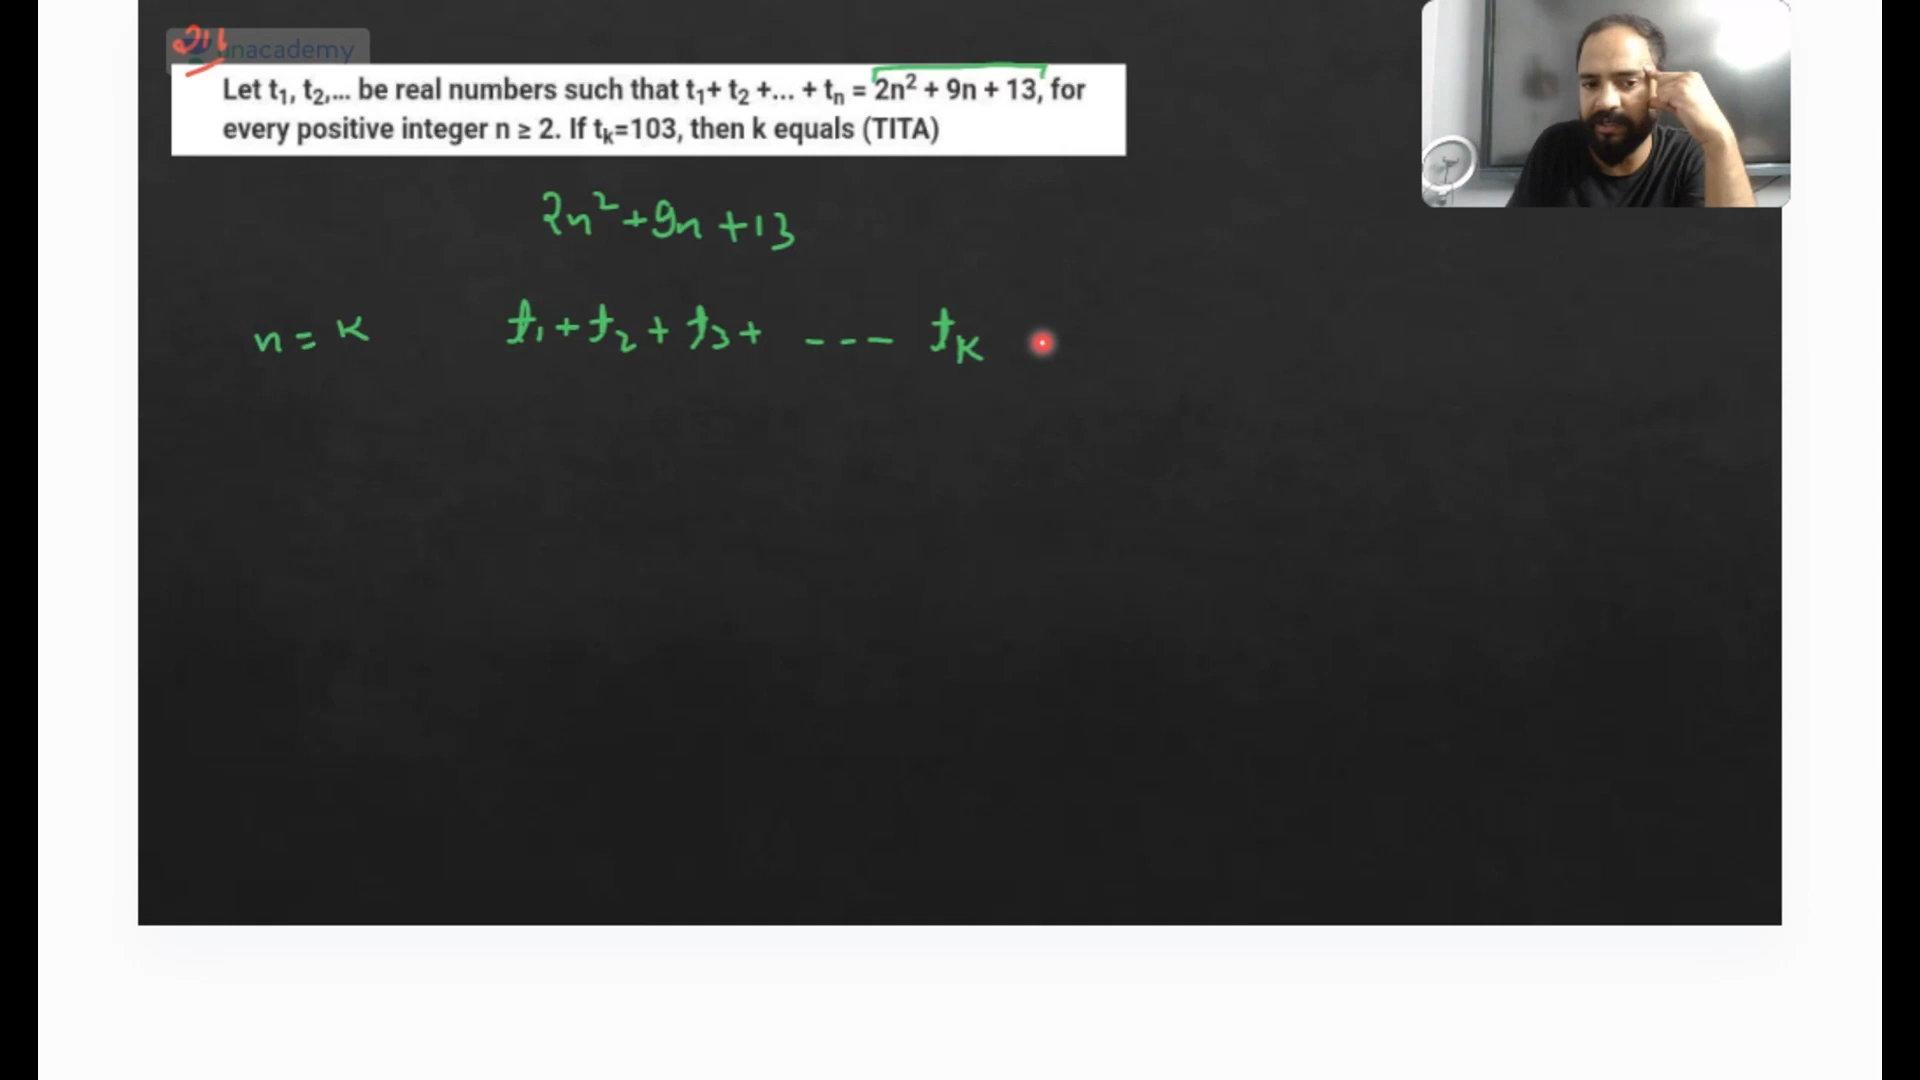 unacademy
Let t₁, t₂,... be real numbers such that t₁+ t₂ +... + tₙ = 2n² + 9n + 13, for
every positive integer n ≥ 2. If tₖ=103, then k equals (TITA)
2n²+9n +13
n = K t₁ + t₂ + t₃ + - - - tK